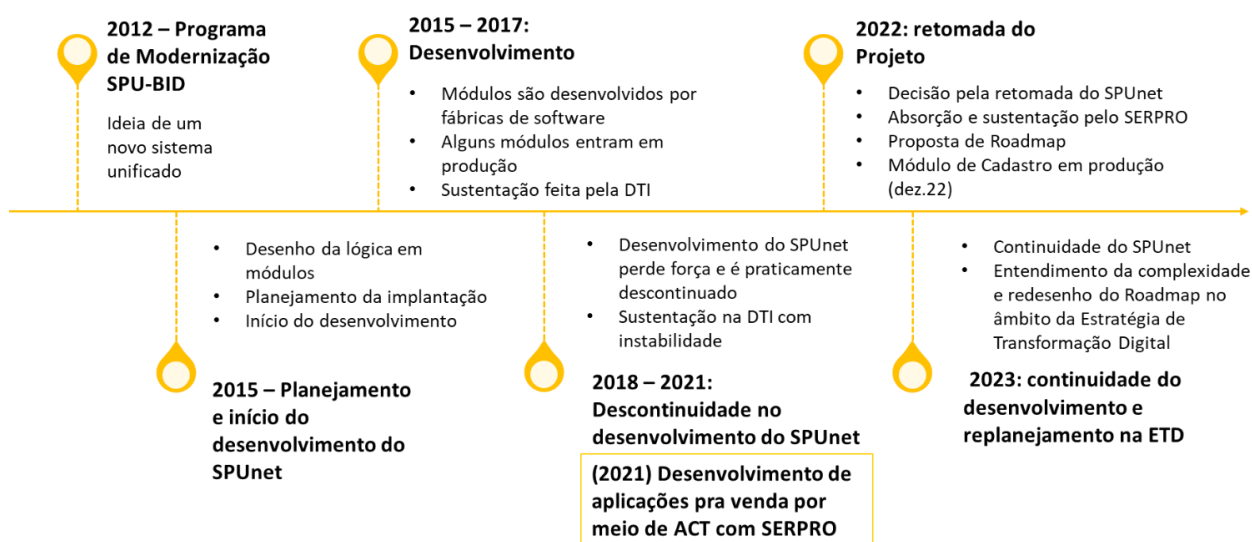 2012 – Programa
de Modernização
SPU-BID
Ideia de um
novo sistema
unificado
2015 – 2017:
Desenvolvimento
• Módulos são desenvolvidos por
fábricas de software
• Alguns módulos entram em
produção
• Sustentação feita pela DTI
2022: retomada do
Projeto
• Decisão pela retomada do SPUnet
• Absorção e sustentação pelo SERPRO
• Proposta de Roadmap
• Módulo de Cadastro em produção
(dez.22)
• Desenho da lógica em
módulos
• Planejamento da implantação
• Início do desenvolvimento
2015 – Planejamento
e início do
desenvolvimento do
SPUnet
• Desenvolvimento do SPUnet
perde força e é praticamente
descontinuado
• Sustentação na DTI com
instabilidade
2018 – 2021:
Descontinuidade no
desenvolvimento do SPUnet
(2021) Desenvolvimento de
aplicações pra venda por
meio de ACT com SERPRO
• Continuidade do SPUnet
• Entendimento da complexidade
e redesenho do Roadmap no
âmbito da Estratégia de
Transformação Digital
2023: continuidade do
desenvolvimento e
replanejamento na ETD